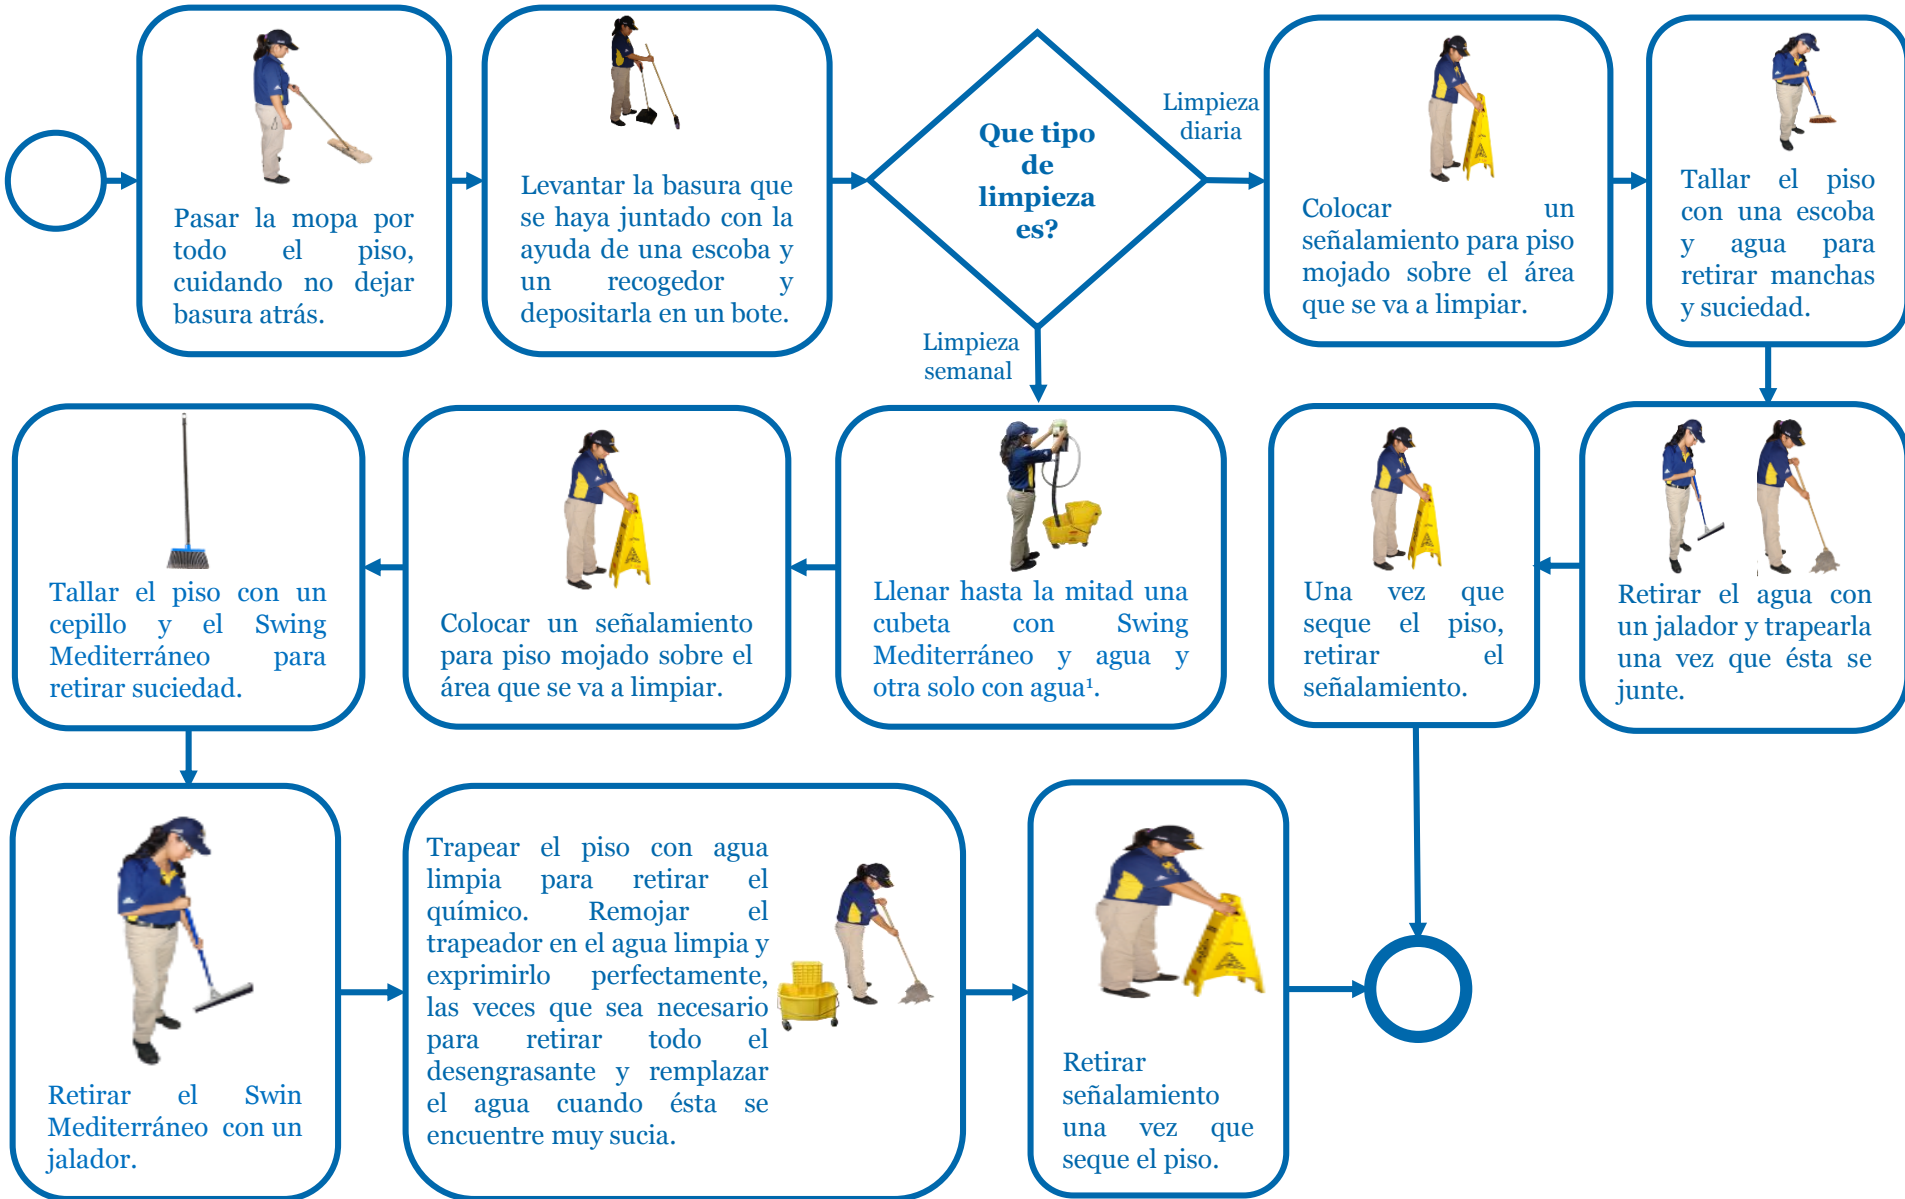 Pasar la mopa por
todo el piso,
cuidando no dejar
basura atrás.
Levantar la basura que
se haya juntado con la
ayuda de una escoba y
un recogedor y
depositarla en un bote.
Que tipo
de
limpieza
es?
Limpieza
diaria
Colocar un
señalamiento para piso
mojado sobre el área
que se va a limpiar.
Tallar el piso
con una escoba
y agua para
retirar manchas
y suciedad.
Retirar el agua con
un jalador y trapearla
una vez que ésta se
junte.
Una vez que
seque el piso,
retirar el
señalamiento.
Limpieza
semanal
Llenar hasta la mitad una
cubeta con Swing
Mediterráneo y agua y
otra solo con agua¹.
Colocar un señalamiento
para piso mojado sobre el
área que se va a limpiar.
Tallar el piso con un
cepillo y el Swing
Mediterráneo para
retirar suciedad.
Retirar el Swin
Mediterráneo con un
jalador.
Trapear el piso con agua
limpia para retirar el
químico. Remojar el
trapeador en el agua limpia y
exprimirlo perfectamente,
las veces que sea necesario
para retirar todo el
desengrasante y remplazar
el agua cuando ésta se
encuentre muy sucia.
Retirar
señalamiento
una vez que
seque el piso.